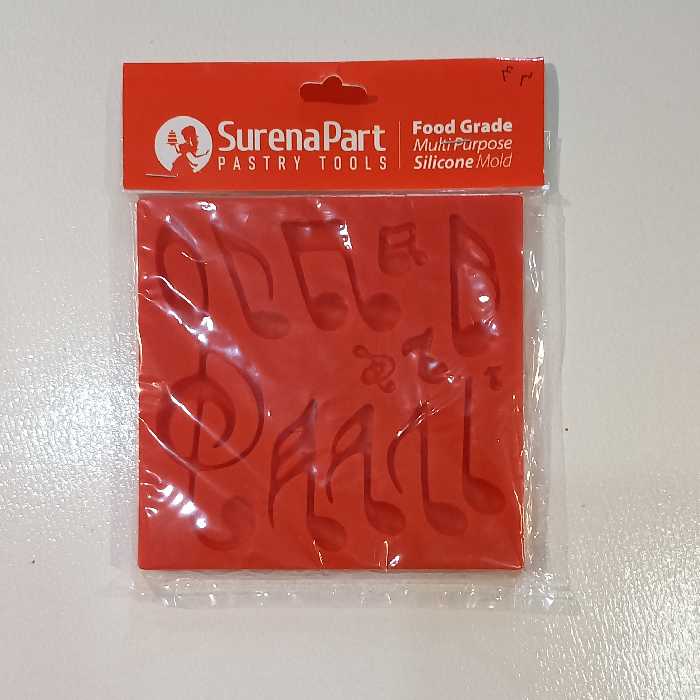 SurenaPart
PASTRY TOOLS
Food Grade
Multi Purpose
Silicone Mold